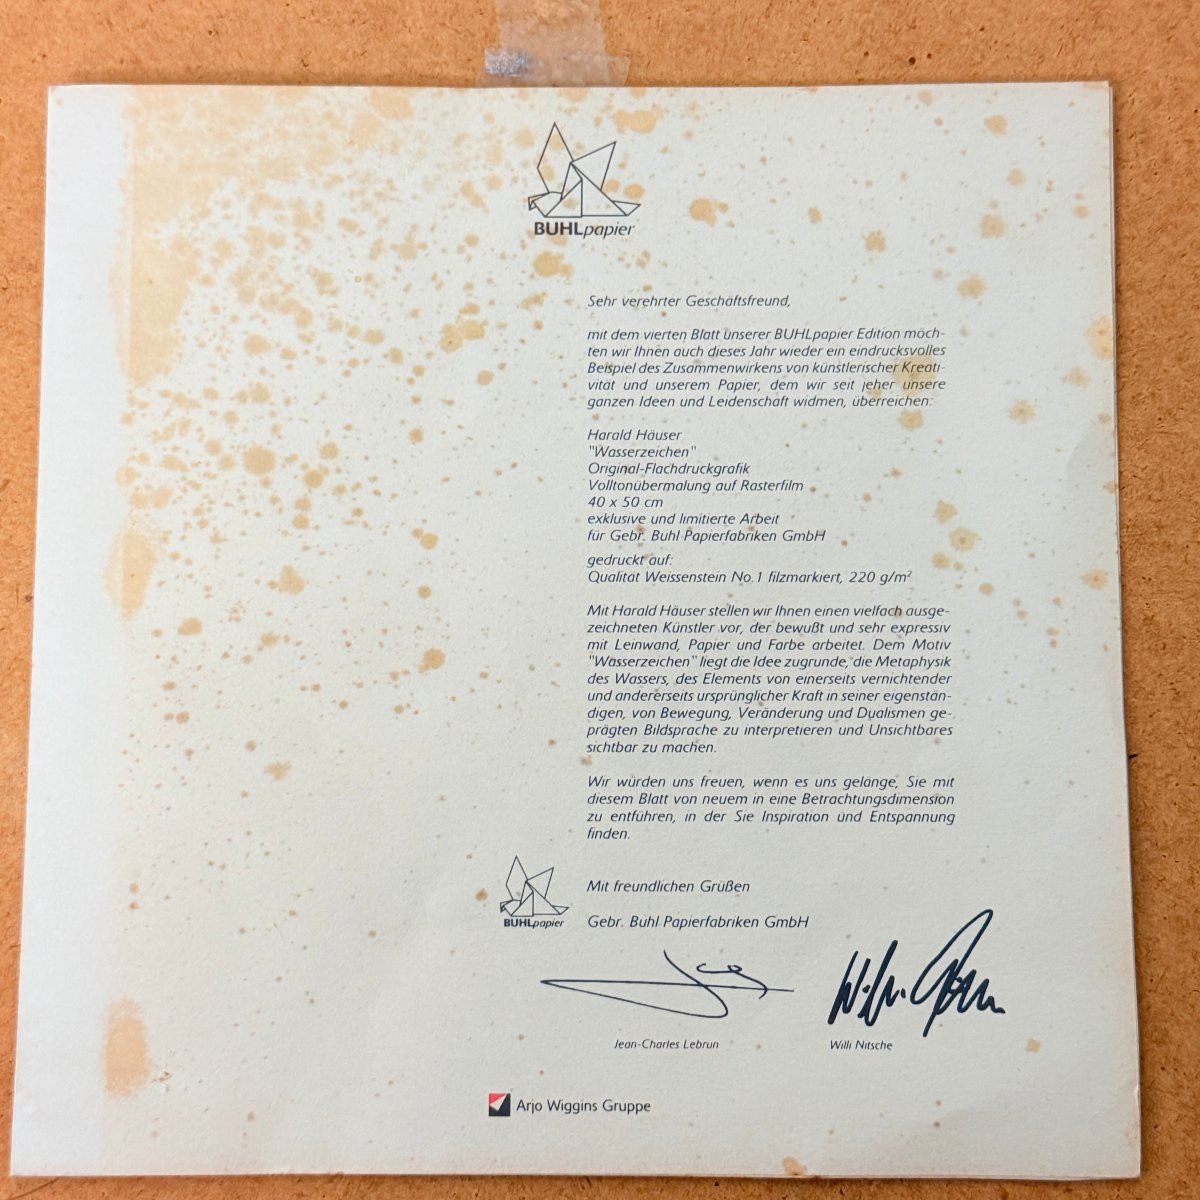 BUHLpapier
Sehr verehrter Geschäftsfreund,
mit dem vierten Blatt unserer BUHLpapier Edition möch-
ten wir Ihnen auch dieses Jahr wieder ein eindrucksvolles
Beispiel des Zusammenwirkens von künstlerischer Kreati-
vität und unserem Papier, dem wir seit jeher unsere
ganzen Ideen und Leidenschaft widmen, überreichen:
Harald Häuser
"Wasserzeichen"
Original-Flachdruckgrafik
Volltonübermalung auf Rasterfilm
40 x 50 cm
exklusive und limitierte Arbeit
für Gebr. Buhl Papierfabriken GmbH
gedruckt auf:
Qualität Weissenstein No.1 filzmarkiert, 220 g/m²
Mit Harald Häuser stellen wir Ihnen einen vielfach ausge-
zeichneten Künstler vor, der bewußt und sehr expressiv
mit Leinwand, Papier und Farbe arbeitet. Dem Motiv
"Wasserzeichen" liegt die Idee zugrunde, die Metaphysik
des Wassers, des Elements von einerseits vernichtender
und andererseits ursprünglicher Kraft in seiner eigenstän-
digen, von Bewegung, Veränderung und Dualismen ge-
prägten Bildsprache zu interpretieren und Unsichtbares
sichtbar zu machen.
Wir würden uns freuen, wenn es uns gelänge, Sie mit
diesem Blatt von neuem in eine Betrachtungsdimension
zu entführen, in der Sie Inspiration und Entspannung
finden.
Mit freundlichen Grüßen
BUHLpapier
Gebr. Buhl Papierfabriken GmbH
Jean-Charles Lebrun
Willi Nitsche
Arjo Wiggins Gruppe